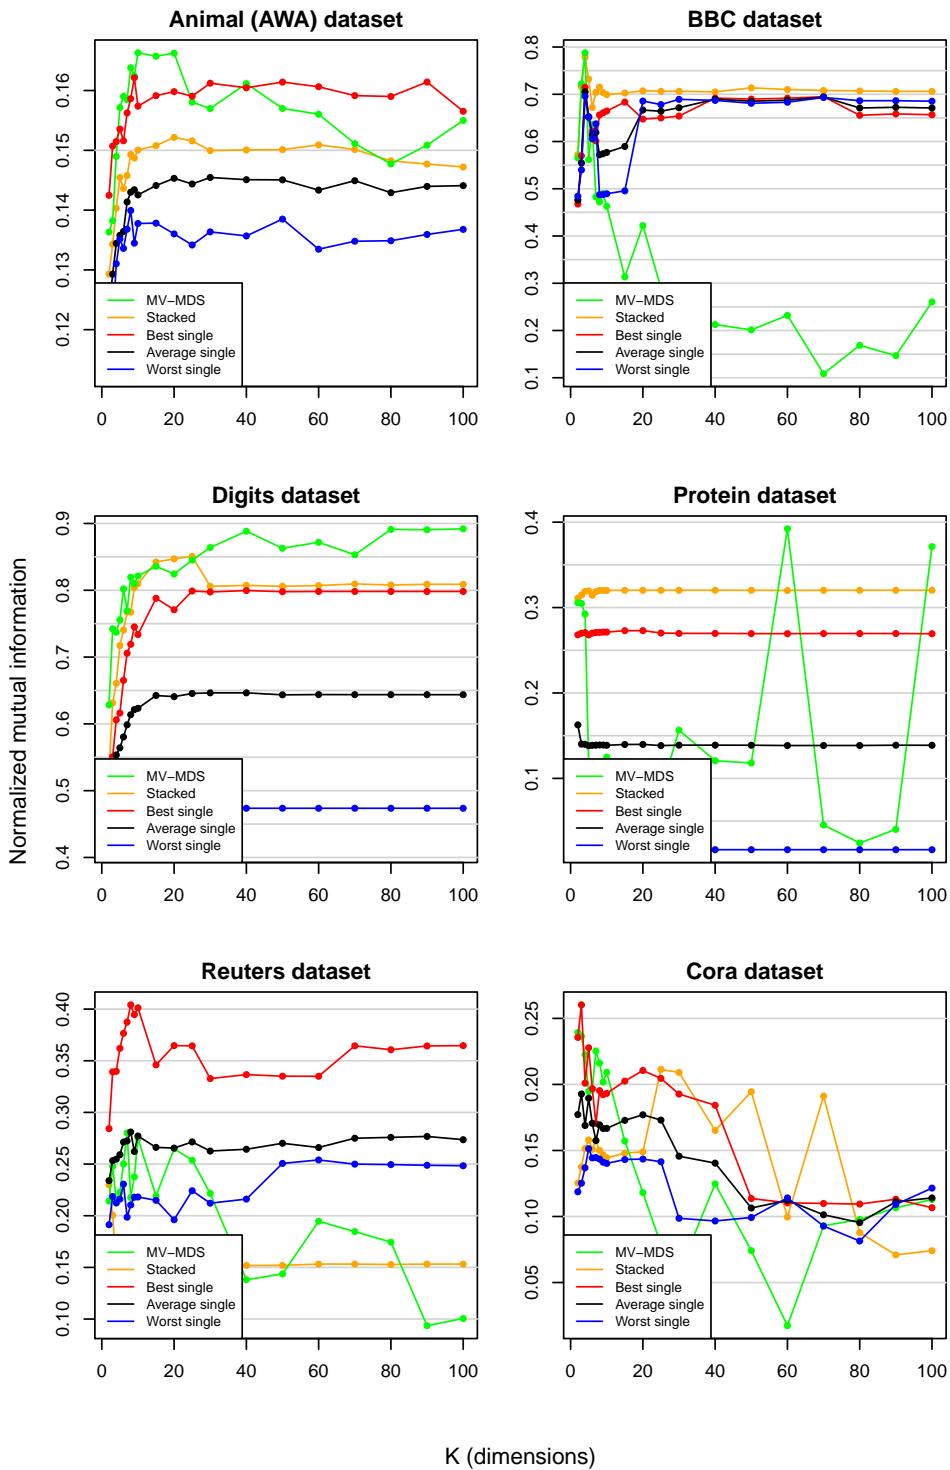 Animal (AWA) dataset
0.12 0.13 0.14 0.15 0.16
MV−MDS
Stacked
Best single
Average single
Worst single
0 20 40 60 80 100
BBC dataset
0.1 0.2 0.3 0.4 0.5 0.6 0.7 0.8
MV−MDS
Stacked
Best single
Average single
Worst single
0 20 40 60 80 100
Normalized mutual information
Digits dataset
0.4 0.5 0.6 0.7 0.8 0.9
MV−MDS
Stacked
Best single
Average single
Worst single
0 20 40 60 80 100
Protein dataset
0.1 0.2 0.3 0.4
MV−MDS
Stacked
Best single
Average single
Worst single
0 20 40 60 80 100
Reuters dataset
0.10 0.15 0.20 0.25 0.30 0.35 0.40
MV−MDS
Stacked
Best single
Average single
Worst single
0 20 40 60 80 100
Cora dataset
0.05 0.10 0.15 0.20 0.25
MV−MDS
Stacked
Best single
Average single
Worst single
0 20 40 60 80 100
K (dimensions)